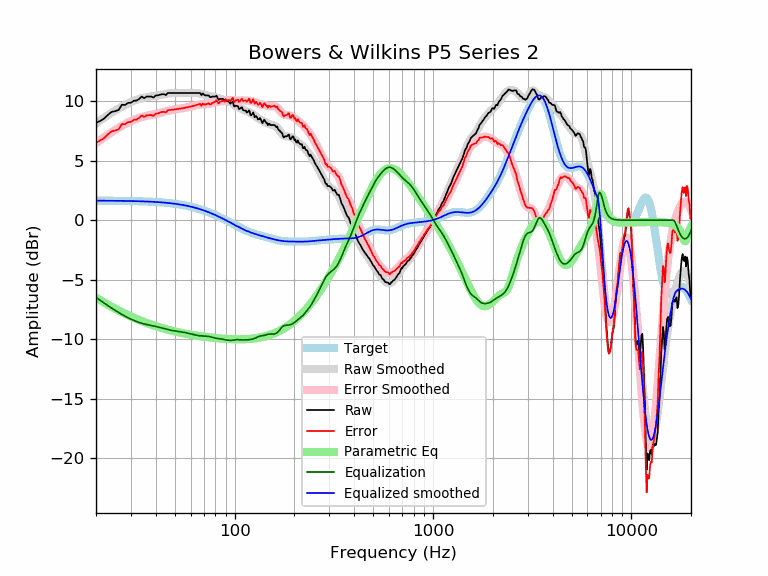 Bowers & Wilkins P5 Series 2
Amplitude (dBr)
10
5
0
−5
−10
−15
−20
Target
Raw Smoothed
Error Smoothed
Raw
Error
Parametric Eq
Equalization
Equalized smoothed
100
1000
10000
Frequency (Hz)